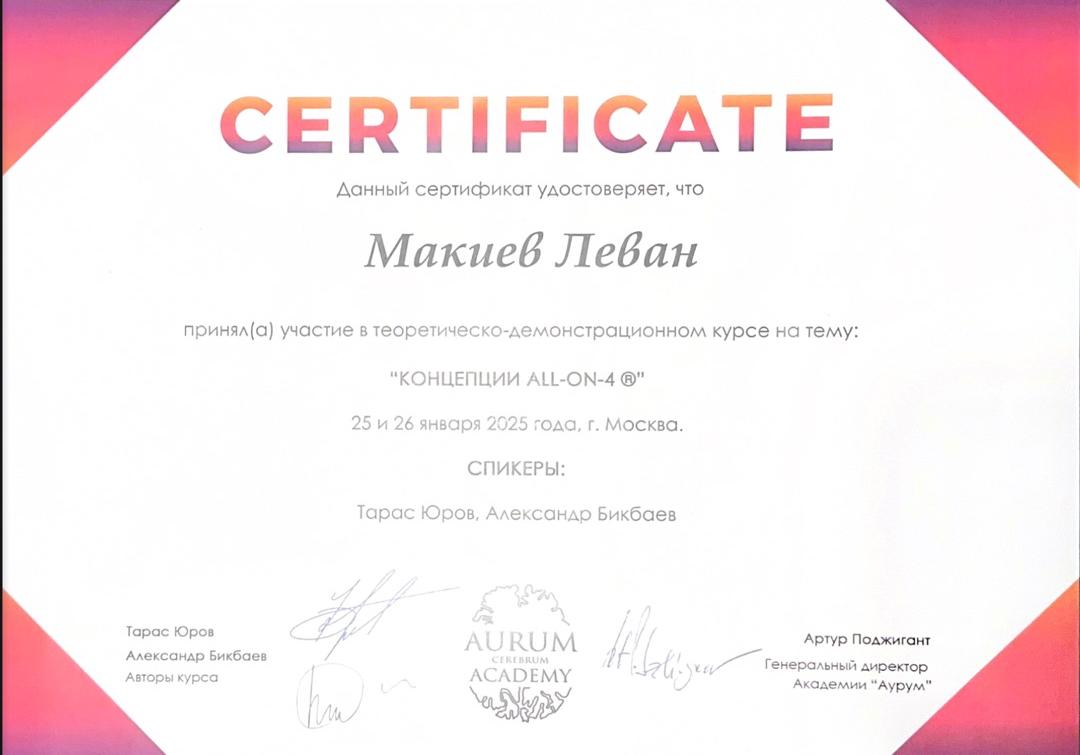 CERTIFICATE
Данный сертификат удостоверяет, что
Макиев Леван
принял(а) участие в теоретическо-демонстрационном курсе на тему:
“КОНЦЕПЦИИ ALL-ON-4 ®”
25 и 26 января 2025 года, г. Москва.
СПИКЕРЫ:
Тарас Юров, Александр Бикбаев
Тарас Юров
Александр Бикбаев
Авторы курса
AURUM
CEREBRUM
ACADEMY
Артур Поджигант
Генеральный директор
Академии “Аурум”